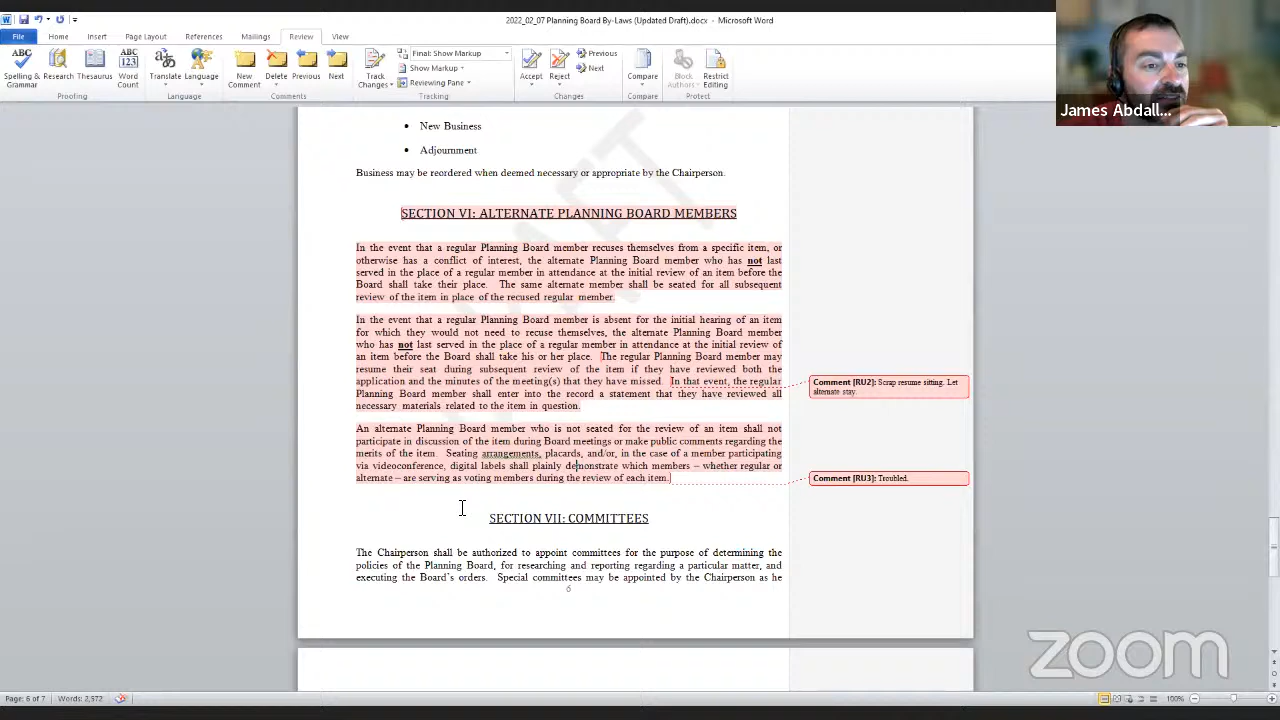 2022_02_07 Planning Board By-Laws (Updated Draft).docx - Microsoft Word
File Home Insert Page Layout References Mailings Review View
Spelling & Grammar Research Thesaurus Word Count Translate Language New Comment Delete Previous Next Track Changes Final: Show Markup Show Markup Reviewing Pane Accept Reject Previous Next Compare Block Authors Restrict Editing
Proofing Language Comments Tracking Changes Compare Protect
James Abdall...
• New Business
• Adjournment
Business may be reordered when deemed necessary or appropriate by the Chairperson.
SECTION VI: ALTERNATE PLANNING BOARD MEMBERS
In the event that a regular Planning Board member recuses themselves from a specific item, or
otherwise has a conflict of interest, the alternate Planning Board member who has not last
served in the place of a regular member in attendance at the initial review of an item before the
Board shall take their place. The same alternate member shall be seated for all subsequent
review of the item in place of the recused regular member.
In the event that a regular Planning Board member is absent for the initial hearing of an item
for which they would not need to recuse themselves, the alternate Planning Board member
who has not last served in the place of a regular member in attendance at the initial review of
an item before the Board shall take his or her place. The regular Planning Board member may
resume their seat during subsequent review of the item if they have reviewed both the
application and the minutes of the meeting(s) that they have missed. In that event, the regular
Planning Board member shall enter into the record a statement that they have reviewed all
necessary materials related to the item in question.
Comment [RU2]: Scrap resume sitting. Let
alternate stay.
An alternate Planning Board member who is not seated for the review of an item shall not
participate in discussion of the item during Board meetings or make public comments regarding the
merits of the item. Seating arrangements, placards, and/or, in the case of a member participating
via videoconference, digital labels shall plainly demonstrate which members – whether regular or
alternate – are serving as voting members during the review of each item.
Comment [RU3]: Troubled.
SECTION VII: COMMITTEES
The Chairperson shall be authorized to appoint committees for the purpose of determining the
policies of the Planning Board, for researching and reporting regarding a particular matter, and
executing the Board's orders. Special committees may be appointed by the Chairperson as he
6
DRAFT
zoom
Page: 6 of 7 Words: 2,572 100%